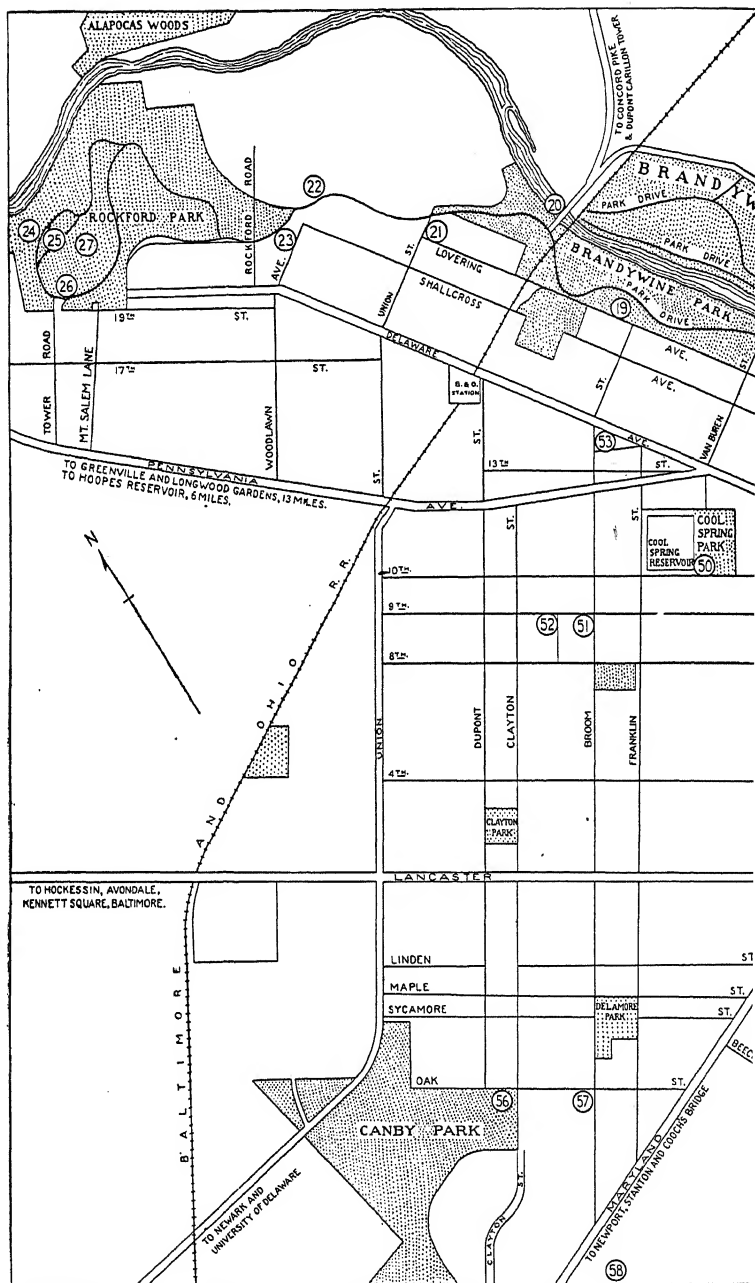 ALAPOCAS WOODS
TO CONCORD PIKE
& DUPONT CARILLON TOWER
BRANDYW
PARK DRIVE
PARK DRIVE
BRANDYWINE PARK
PARK DRIVE
20
22
ROCKFORD ROAD
24
25
ROCKFORD PARK
27
26
23
AVE.
21
UNION ST.
LOVERING
AVE.
SHALLCROSS
AVE.
19
DELAWARE
AVE.
19TH ST.
17TH ST.
TOWER ROAD
MT. SALEM LANE
WOODLAWN
B. & O.
STATION
ST.
ST.
VAN BUREN
ST.
53
13TH ST.
PENNSYLVANIA
AVE.
TO GREENVILLE AND LONGWOOD GARDENS, 13 MILES.
TO HOOPES RESERVOIR, 6 MILES.
ST.
ST.
ST.
COOL
SPRING
PARK
COOL
SPRING
RESERVOIR
50
N
10TH.
9TH.
52
51
8TH.
BALTIMORE AND OHIO R.R.
UNION
DUPONT
CLAYTON
BROOM
FRANKLIN
4TH.
CLAYTON
PARK
LANCASTER
TO HOCKESSIN, AVONDALE,
KENNETT SQUARE, BALTIMORE.
LINDEN ST
MAPLE ST.
SYCAMORE ST.
DELAMORE
PARK
BEEC
OAK ST.
56
57
CANBY PARK
CLAYTON ST.
MARYLAND
TO NEWPORT, STANTON AND COOCKS BRIDGE
TO NEWARK AND
UNIVERSITY OF DELAWARE
58